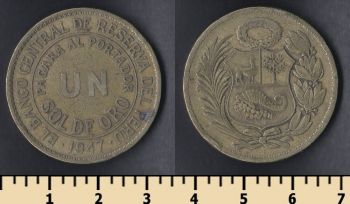 EL BANCO CENTRAL DE RESERVA DEL PERU
PAGARA AL PORTADOR
UN
SOL DE ORO
· 1947 ·
1 2 3 4 5 6 7